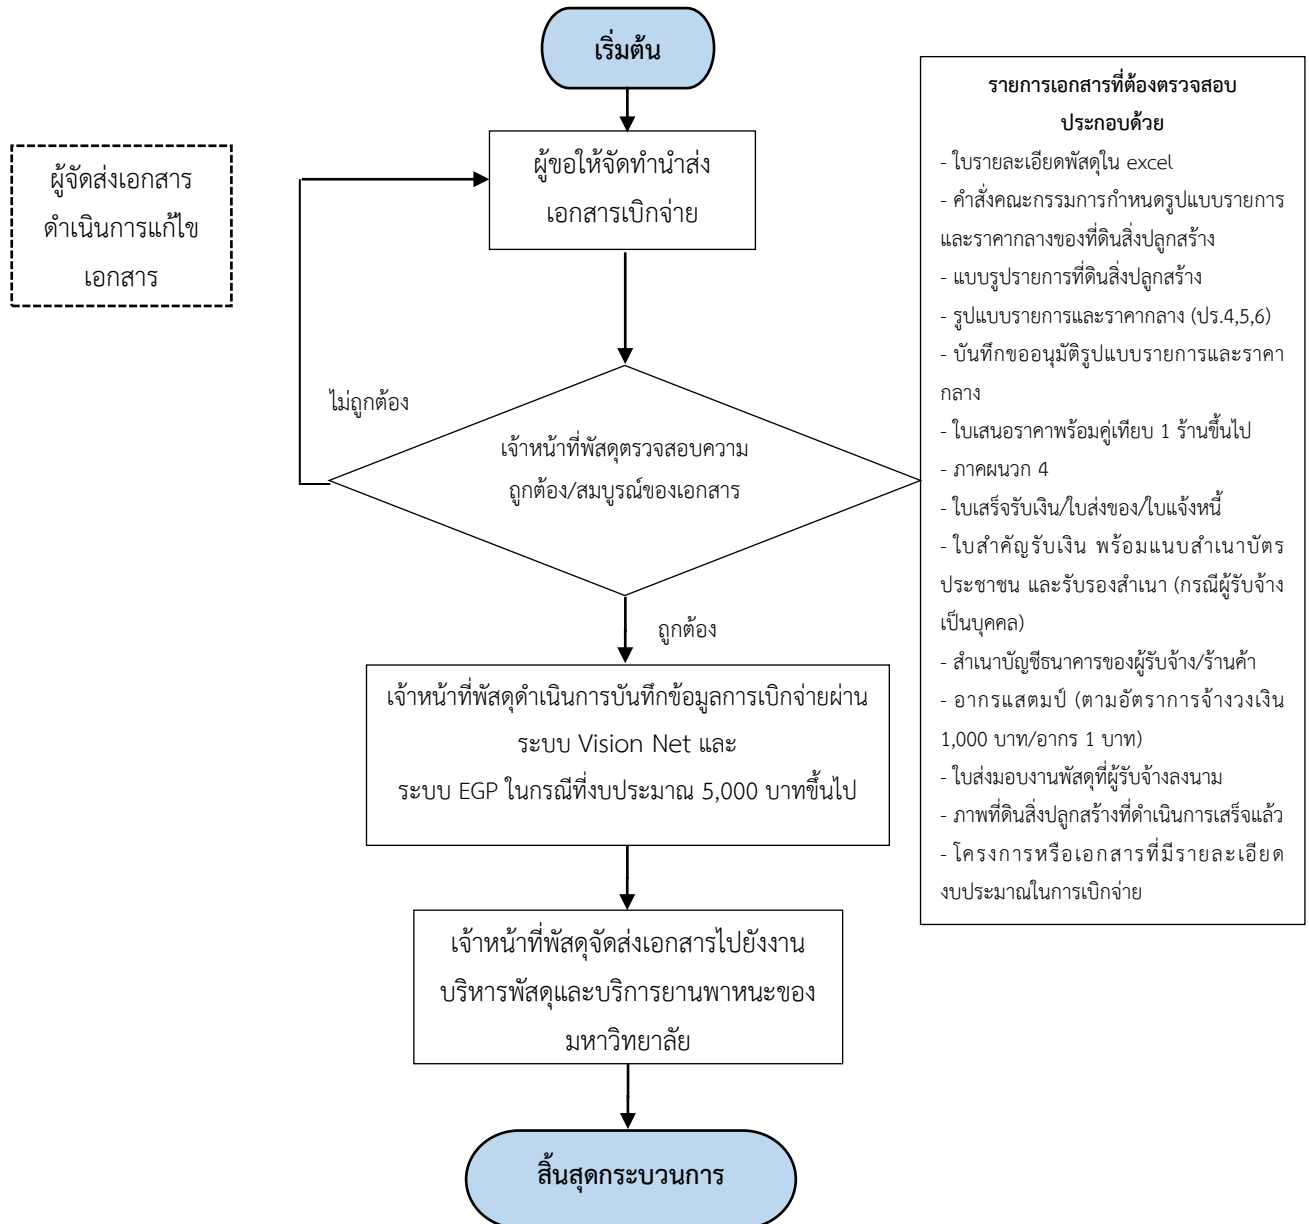 เริ่มต้น
ผู้ขอให้จัดทำนำส่ง
เอกสารเบิกจ่าย
ผู้จัดส่งเอกสาร
ดำเนินการแก้ไข
เอกสาร
ไม่ถูกต้อง
เจ้าหน้าที่พัสดุตรวจสอบความ
ถูกต้อง/สมบูรณ์ของเอกสาร
ถูกต้อง
เจ้าหน้าที่พัสดุดำเนินการบันทึกข้อมูลการเบิกจ่ายผ่าน
ระบบ Vision Net และ
ระบบ EGP ในกรณีที่งบประมาณ 5,000 บาทขึ้นไป
เจ้าหน้าที่พัสดุจัดส่งเอกสารไปยังงาน
บริหารพัสดุและบริการยานพาหนะของ
มหาวิทยาลัย
สิ้นสุดกระบวนการ
รายการเอกสารที่ต้องตรวจสอบ
ประกอบด้วย
- ใบรายละเอียดพัสดุใน excel
- คำสั่งคณะกรรมการกำหนดรูปแบบรายการ
และราคากลางของที่ดินสิ่งปลูกสร้าง
- แบบรูปรายการที่ดินสิ่งปลูกสร้าง
- รูปแบบรายการและราคากลาง (ปร.4,5,6)
- บันทึกขออนุมัติรูปแบบรายการและราคา
กลาง
- ใบเสนอราคาพร้อมคู่เทียบ 1 ร้านขึ้นไป
- ภาคผนวก 4
- ใบเสร็จรับเงิน/ใบส่งของ/ใบแจ้งหนี้
- ใบสำคัญรับเงิน พร้อมแนบสำเนาบัตร
ประชาชน และรับรองสำเนา (กรณีผู้รับจ้าง
เป็นบุคคล)
- สำเนาบัญชีธนาคารของผู้รับจ้าง/ร้านค้า
- อากรแสตมป์ (ตามอัตราการจ้างวงเงิน
1,000 บาท/อากร 1 บาท)
- ใบส่งมอบงานพัสดุที่ผู้รับจ้างลงนาม
- ภาพที่ดินสิ่งปลูกสร้างที่ดำเนินการเสร็จแล้ว
- โครงการหรือเอกสารที่มีรายละเอียด
งบประมาณในการเบิกจ่าย